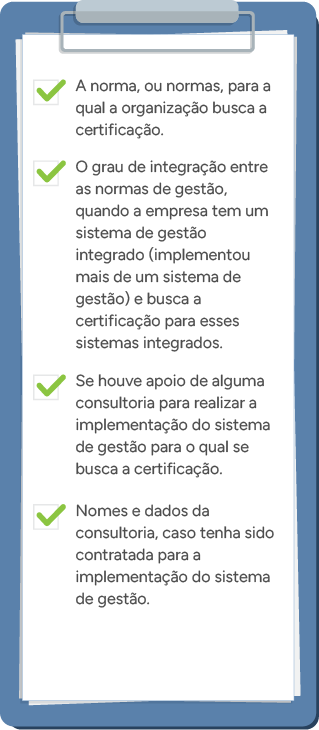 A norma, ou normas, para a
qual a organização busca a
certificação.
O grau de integração entre
as normas de gestão,
quando a empresa tem um
sistema de gestão
integrado (implementou
mais de um sistema de
gestão) e busca a
certificação para esses
sistemas integrados.
Se houve apoio de alguma
consultoria para realizar a
implementação do sistema
de gestão para o qual se
busca a certificação.
Nomes e dados da
consultoria, caso tenha sido
contratada para a
implementação do sistema
de gestão.